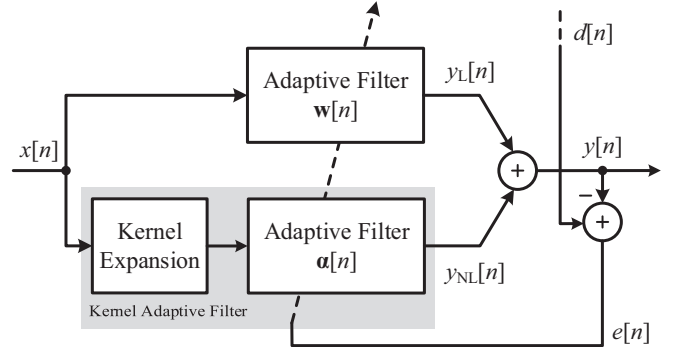 Adaptive Filter
w[n]
y_L[n]
d[n]
x[n]
+
y[n]
−
+
Kernel
Expansion
Adaptive Filter
α[n]
y_NL[n]
Kernel Adaptive Filter
e[n]